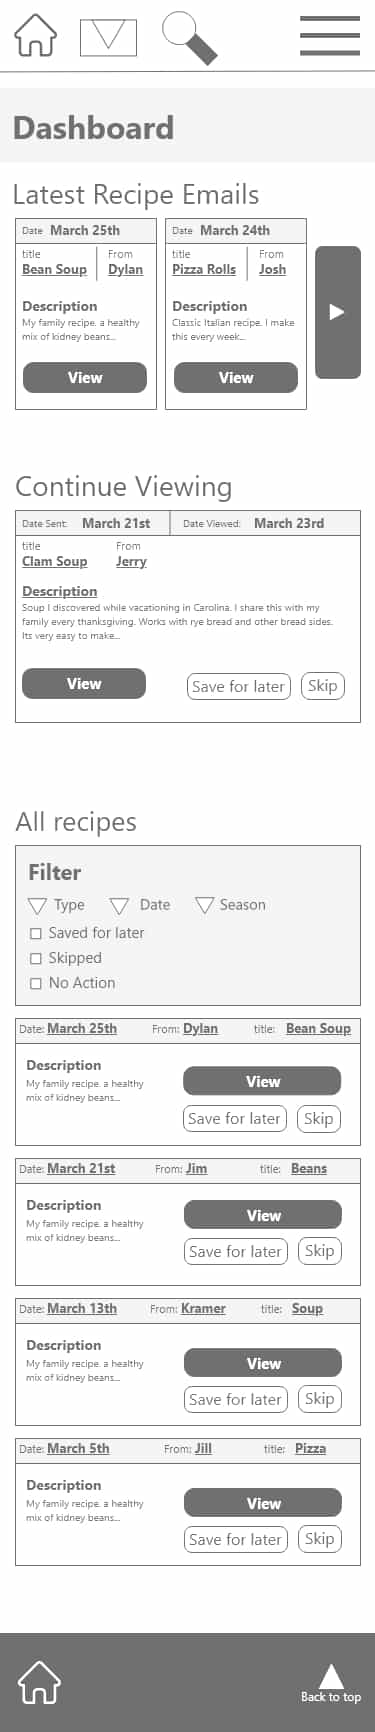 Dashboard
Latest Recipe Emails
Date March 25th
title From
Bean Soup Dylan
Description
My family recipe. a healthy
mix of kidney beans...
View
Date March 24th
title From
Pizza Rolls Josh
Description
Classic Italian recipe. I make
this every week...
View
Continue Viewing
Date Sent: March 21st Date Viewed: March 23rd
title From
Clam Soup Jerry
Description
Soup I discovered while vacationing in Carolina. I share this with my
family every thanksgiving. Works with rye bread and other bread sides.
Its very easy to make...
View Save for later Skip
All recipes
Filter
Type Date Season
Saved for later
Skipped
No Action
Date: March 25th From: Dylan title: Bean Soup
Description
My family recipe. a healthy
mix of kidney beans...
View
Save for later Skip
Date: March 21st From: Jim title: Beans
Description
My family recipe. a healthy
mix of kidney beans...
View
Save for later Skip
Date: March 13th From: Kramer title: Soup
Description
My family recipe. a healthy
mix of kidney beans...
View
Save for later Skip
Date: March 5th From: Jill title: Pizza
Description
My family recipe. a healthy
mix of kidney beans...
View
Save for later Skip
Back to top